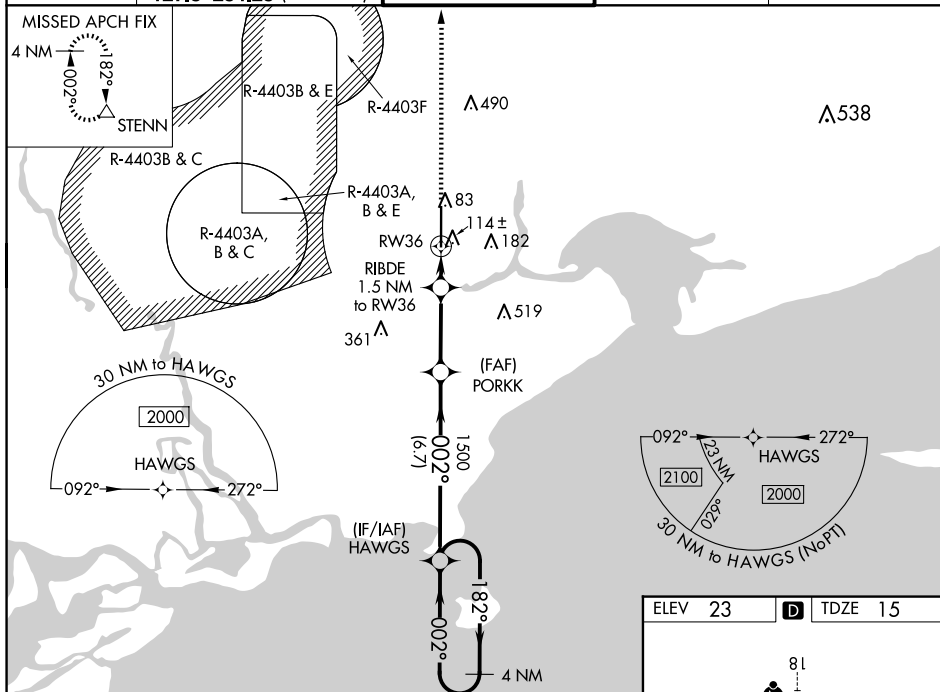 MISSED APCH FIX
4 NM
002°
182°
STENN
R-4403B & E
R-4403F
R-4403B & C
R-4403A,
B & E
R-4403A,
B & C
490
538
83
114±
182
RW36
RIBDE
1.5 NM
to RW36
519
361
(FAF)
PORKK
30 NM to HAWGS
2000
HAWGS
092°
272°
1500
002°
(6.7)
092°
272°
HAWGS
23 NM
2100
2000
029°
30 NM to HAWGS (NoPT)
(IF/IAF)
HAWGS
182°
002°
4 NM
ELEV 23
D
TDZE 15
18